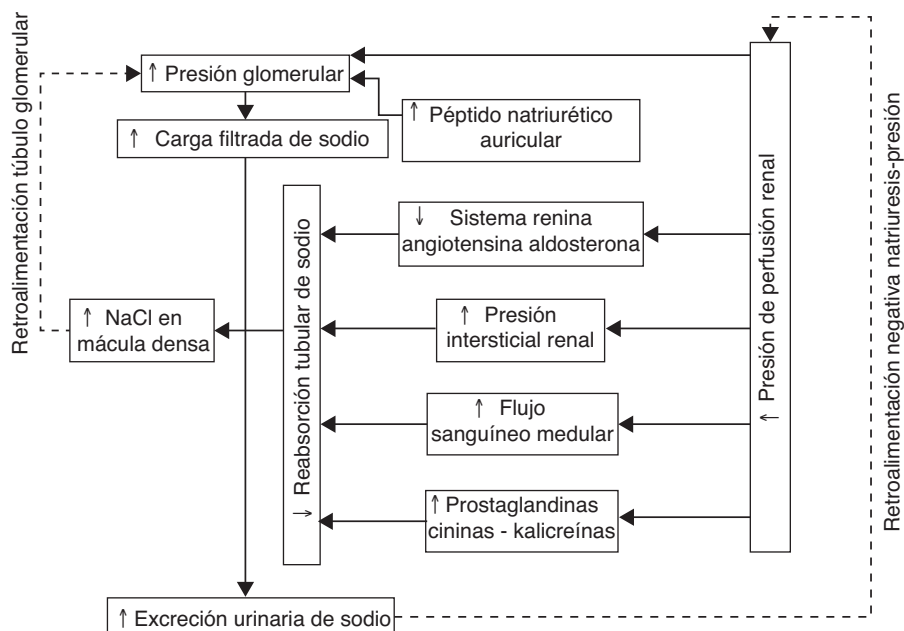 Retroalimentación túbulo glomerular
↑ Presión glomerular
↑ Péptido natriurético
auricular
↑ Carga filtrada de sodio
↓ Reabsorción tubular de sodio
↓ Sistema renina
angiotensina aldosterona
↑ Presión
intersticial renal
↑ NaCl en
mácula densa
↑ Flujo
sanguíneo medular
↑ Prostaglandinas
cininas - kalicreínas
↑ Presión de perfusión renal
Retroalimentación negativa natriuresis-presión
↑ Excreción urinaria de sodio